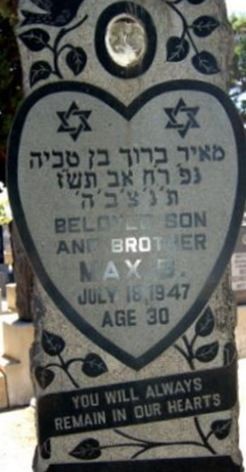 מאיר ברוך בן טביה
נפ׳ ר״ח אב תש״ז
ת׳נ׳צ׳ב׳ה׳
BELOVED SON
AND BROTHER
MAX B.
JULY 18, 1947
AGE 30
YOU WILL ALWAYS
REMAIN IN OUR HEARTS